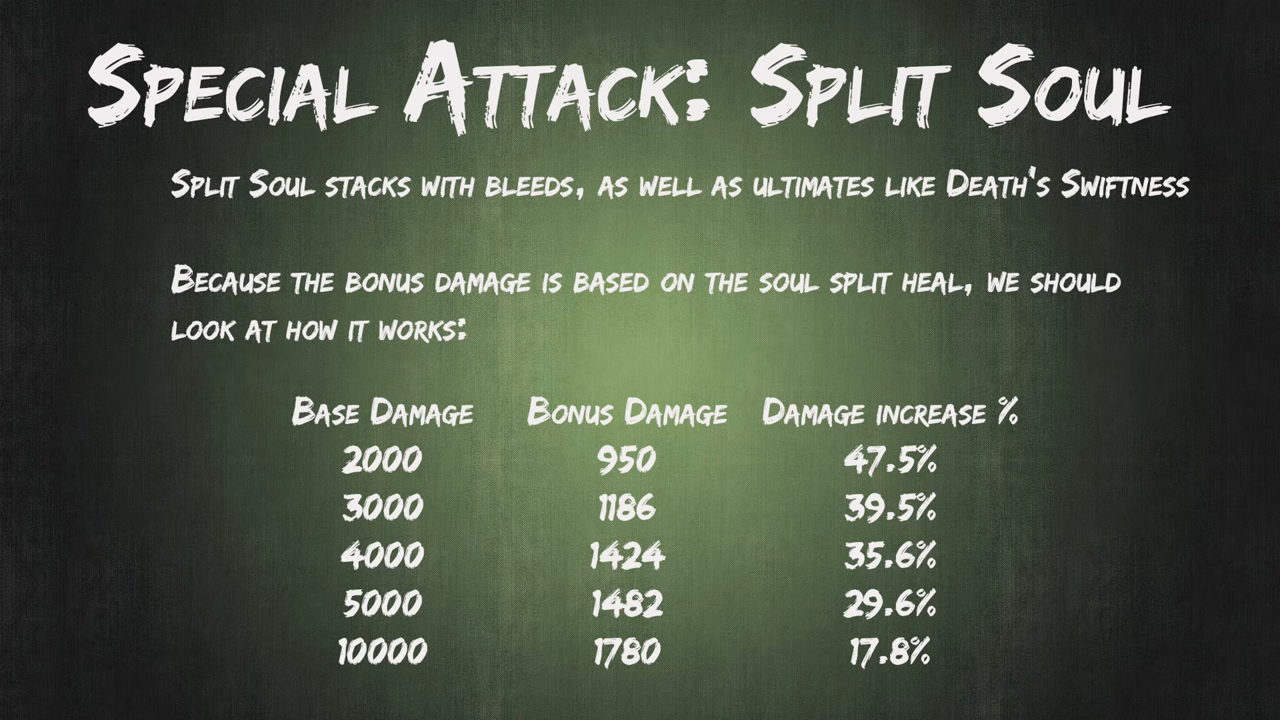 Special Attack: Split Soul
Split Soul stacks with bleeds, as well as ultimates like Death's Swiftness
Because the bonus damage is based on the soul split heal, we should
look at how it works:
Base Damage Bonus Damage Damage increase %
2000 950 47.5%
3000 1186 39.5%
4000 1424 35.6%
5000 1482 29.6%
10000 1780 17.8%